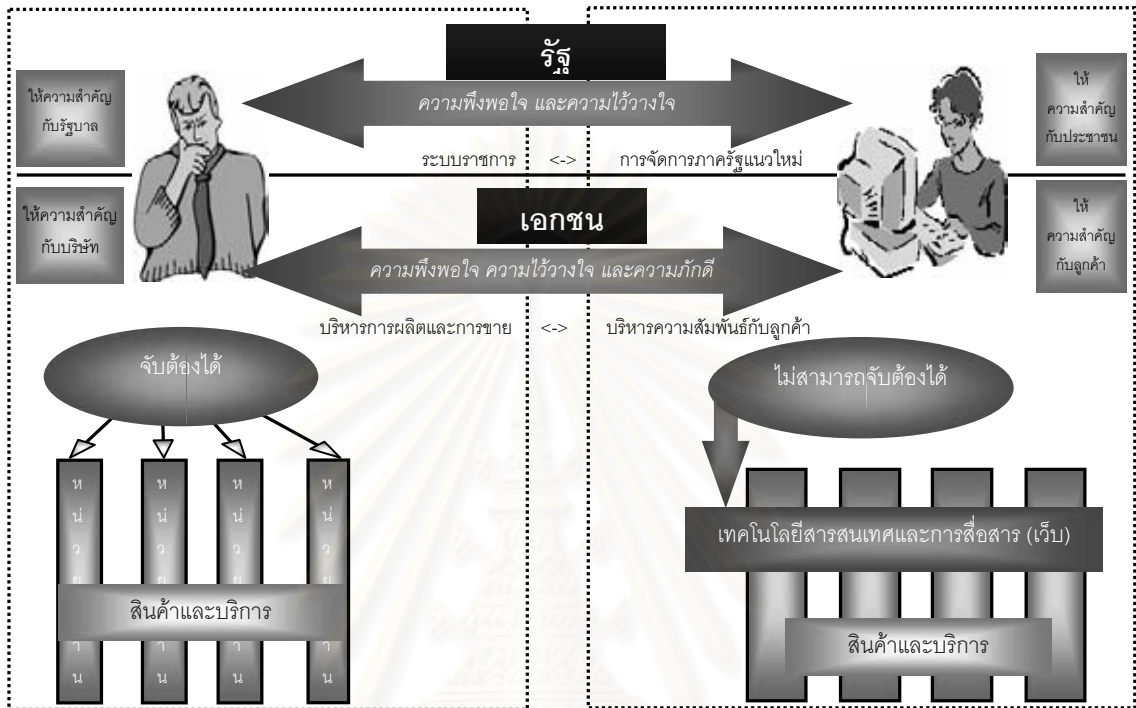 รัฐ
ให้ความสำคัญ
กับรัฐบาล
ความพึงพอใจ และความไว้วางใจ
ให้
ความสำคัญ
กับประชาชน
ระบบราชการ <-> การจัดการภาครัฐแนวใหม่
ให้ความสำคัญ
กับบริษัท
เอกชน
ความพึงพอใจ ความไว้วางใจ และความภักดี
ให้
ความสำคัญ
กับลูกค้า
บริหารการผลิตและการขาย <-> บริหารความสัมพันธ์กับลูกค้า
จับต้องได้
ไม่สามารถจับต้องได้
หน่วยงาน
หน่วยงาน
หน่วยงาน
หน่วยงาน
สินค้าและบริการ
เทคโนโลยีสารสนเทศและการสื่อสาร (เว็บ)
สินค้าและบริการ